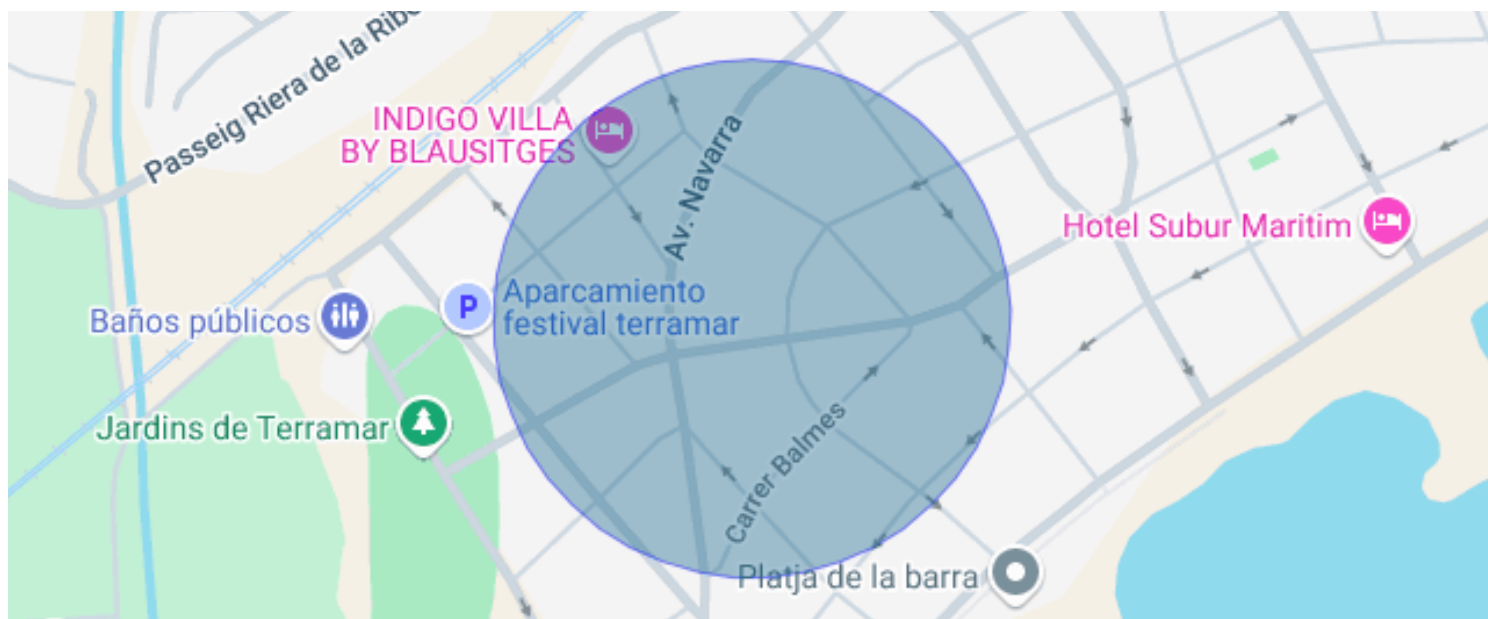 Passeig Riera de la Ribe
INDIGO VILLA
BY BLAUSITGES
Av. Navarra
Hotel Subur Maritim
P
Aparcamiento
festival terramar
Baños públicos
Jardins de Terramar
Carrer Balmes
Platja de la barra